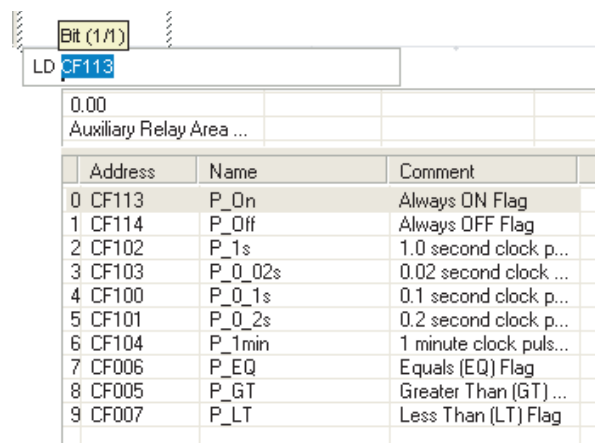 Bit (1/1)
LD CF113
0.00
Auxiliary Relay Area ...
Address Name Comment
0 CF113 P_On Always ON Flag
1 CF114 P_Off Always OFF Flag
2 CF102 P_1s 1.0 second clock p...
3 CF103 P_0_02s 0.02 second clock ...
4 CF100 P_0_1s 0.1 second clock p...
5 CF101 P_0_2s 0.2 second clock p...
6 CF104 P_1min 1 minute clock puls...
7 CF006 P_EQ Equals (EQ) Flag
8 CF005 P_GT Greater Than (GT) ...
9 CF007 P_LT Less Than (LT) Flag